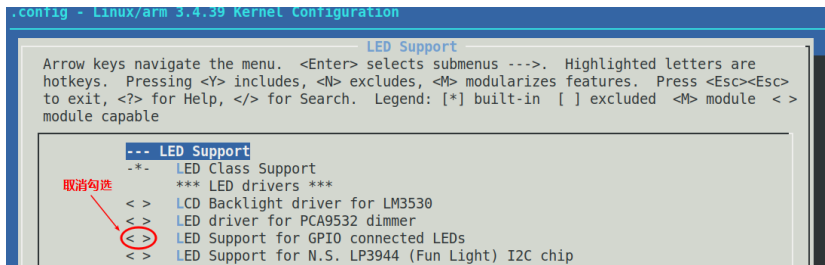 .config - Linux/arm 3.4.39 Kernel Configuration
LED Support
Arrow keys navigate the menu.  <Enter> selects submenus --->.  Highlighted letters are
hotkeys.  Pressing <Y> includes, <N> excludes, <M> modularizes features.  Press <Esc><Esc>
to exit, <?> for Help, </> for Search.  Legend: [*] built-in  [ ] excluded  <M> module  < >
module capable
--- LED Support
-*-   LED Class Support
*** LED drivers ***
取消勾选
< >   LCD Backlight driver for LM3530
< >   LED driver for PCA9532 dimmer
< >   LED Support for GPIO connected LEDs
< >   LED Support for N.S. LP3944 (Fun Light) I2C chip